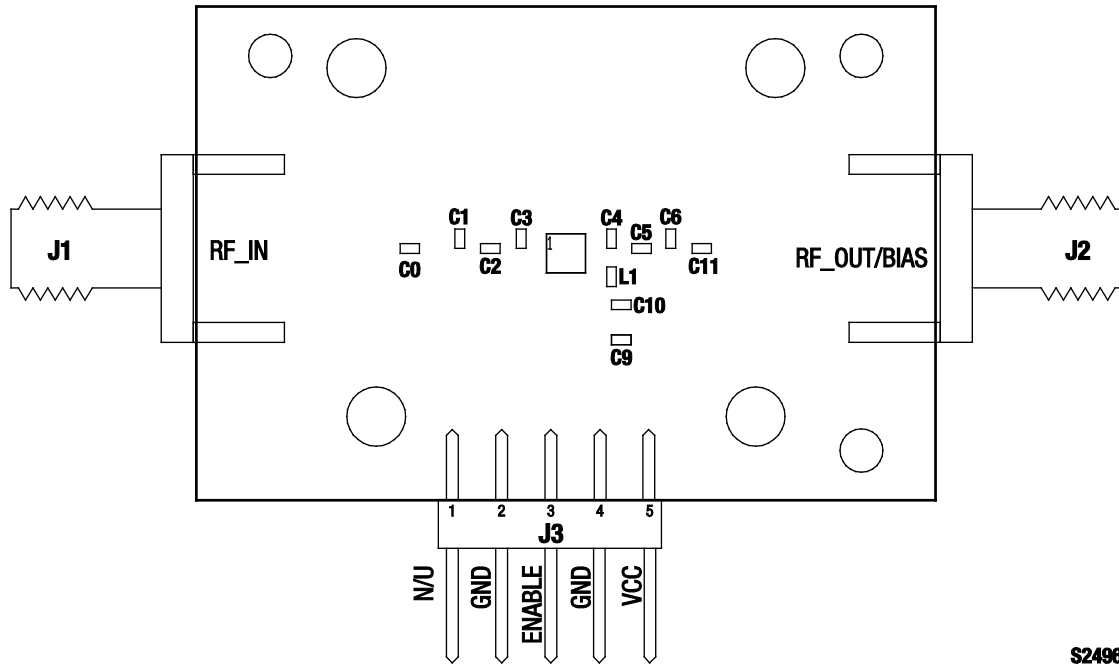 C1 C3 C4 C6
J1 RF_IN 1 C5 RF_OUT/BIAS J2
C0 C2 L1 C11
C10
C9
1 2 3 4 5
J3
N/U GND ENABLE GND VCC